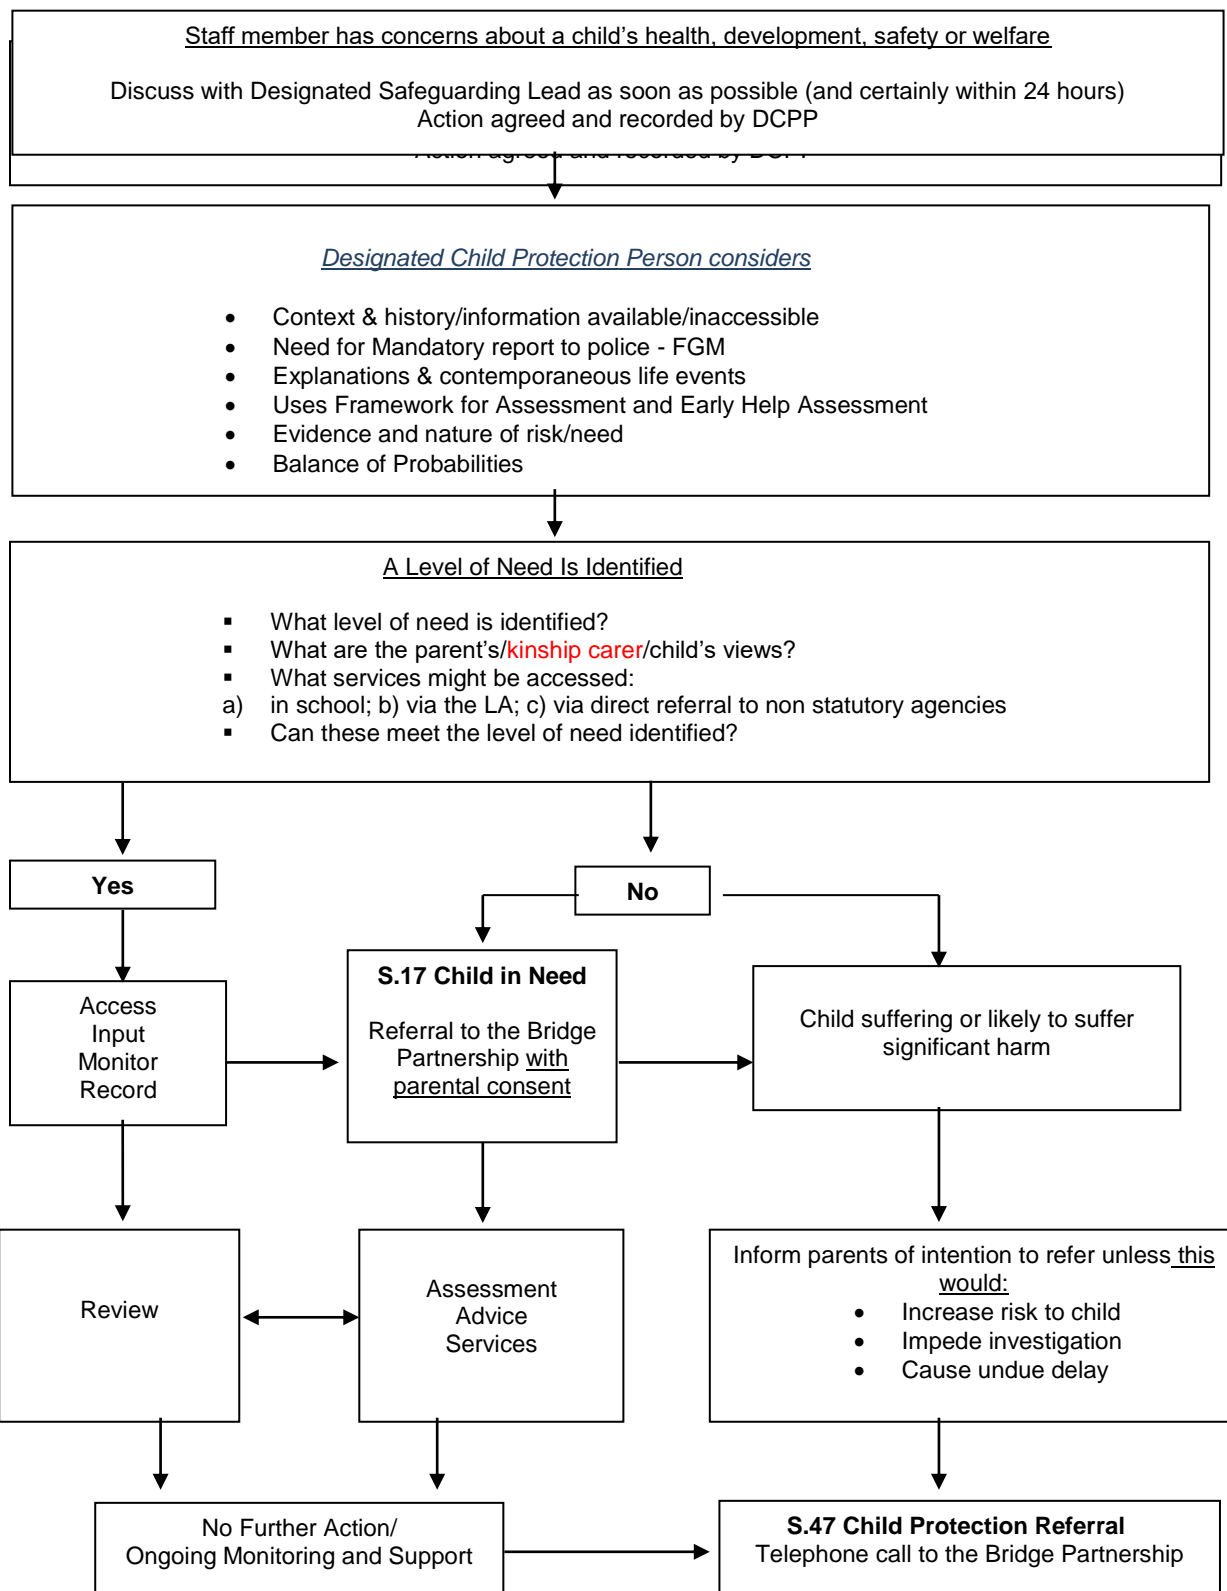 Staff member has concerns about a child’s health, development, safety or welfare
Discuss with Designated Safeguarding Lead as soon as possible (and certainly within 24 hours)
Action agreed and recorded by DCPP
Action agreed and recorded by DCPP
Designated Child Protection Person considers
• Context & history/information available/inaccessible
• Need for Mandatory report to police - FGM
• Explanations & contemporaneous life events
• Uses Framework for Assessment and Early Help Assessment
• Evidence and nature of risk/need
• Balance of Probabilities
A Level of Need Is Identified
▪ What level of need is identified?
▪ What are the parent’s/kinship carer/child’s views?
▪ What services might be accessed:
a) in school; b) via the LA; c) via direct referral to non statutory agencies
▪ Can these meet the level of need identified?
Yes
No
Access
Input
Monitor
Record
S.17 Child in Need
Referral to the Bridge
Partnership with
parental consent
Child suffering or likely to suffer
significant harm
Review
Assessment
Advice
Services
Inform parents of intention to refer unless this
would:
• Increase risk to child
• Impede investigation
• Cause undue delay
No Further Action/
Ongoing Monitoring and Support
S.47 Child Protection Referral
Telephone call to the Bridge Partnership